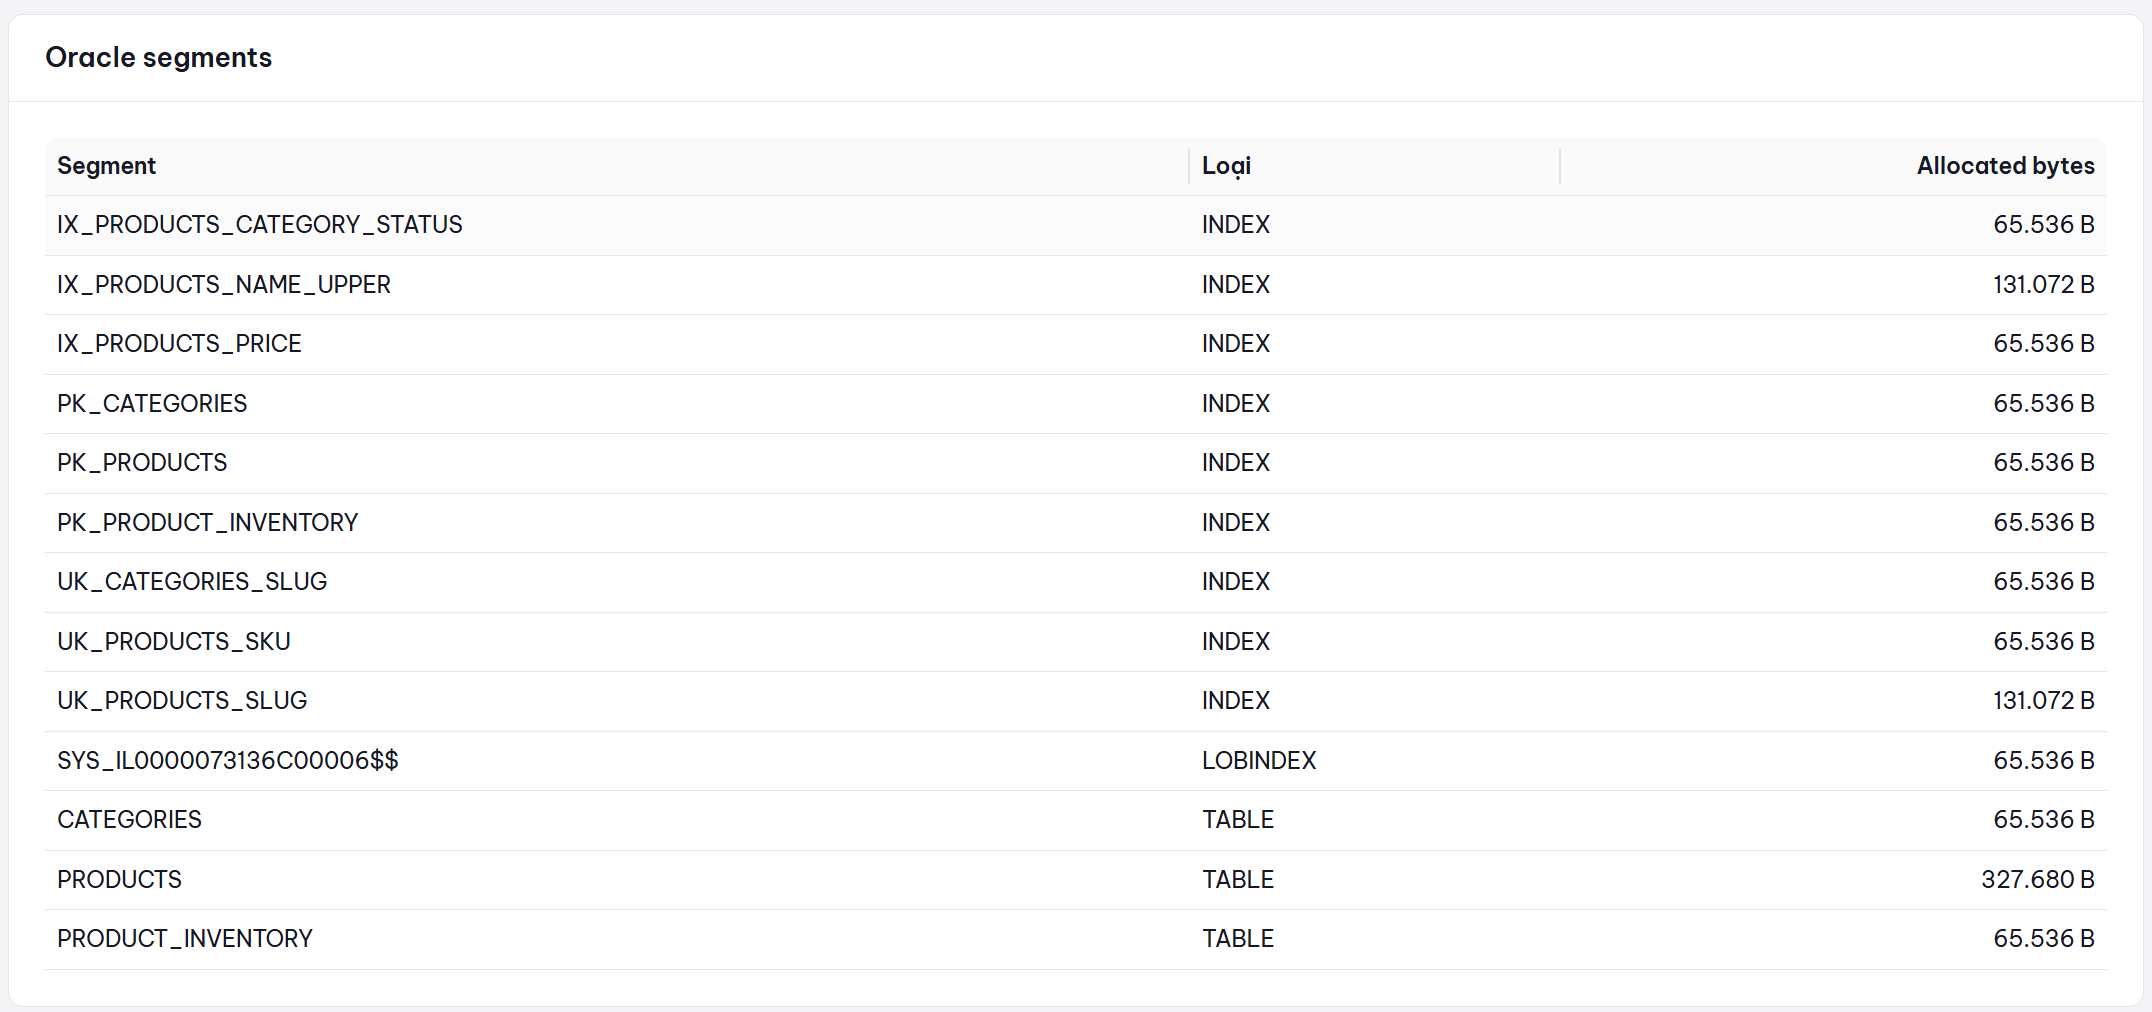 Oracle segments
Segment Loại Allocated bytes
IX_PRODUCTS_CATEGORY_STATUS INDEX 65.536 B
IX_PRODUCTS_NAME_UPPER INDEX 131.072 B
IX_PRODUCTS_PRICE INDEX 65.536 B
PK_CATEGORIES INDEX 65.536 B
PK_PRODUCTS INDEX 65.536 B
PK_PRODUCT_INVENTORY INDEX 65.536 B
UK_CATEGORIES_SLUG INDEX 65.536 B
UK_PRODUCTS_SKU INDEX 65.536 B
UK_PRODUCTS_SLUG INDEX 131.072 B
SYS_IL0000073136C00006$$ LOBINDEX 65.536 B
CATEGORIES TABLE 65.536 B
PRODUCTS TABLE 327.680 B
PRODUCT_INVENTORY TABLE 65.536 B